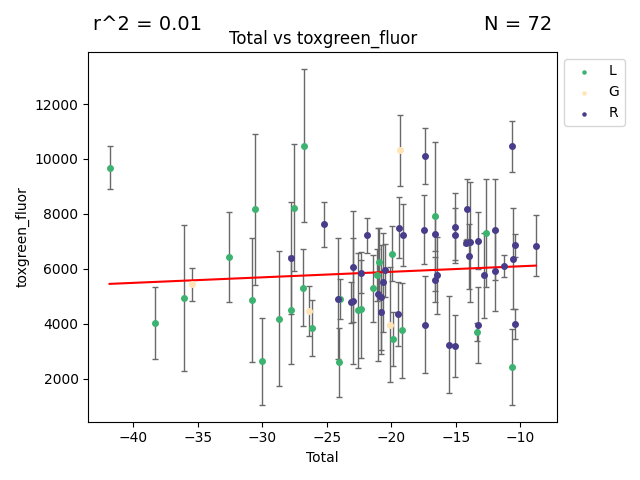 r^2 = 0.01
N = 72
Total vs toxgreen_fluor
L
G
R
12000
10000
8000
6000
4000
2000
toxgreen_fluor
−40
−35
−30
−25
−20
−15
−10
Total